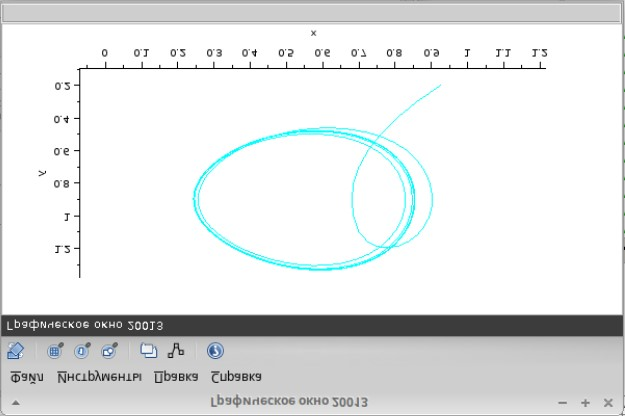 Графическое окно 20013
Файл Инструменты Правка Справка
Графическое окно 20013
1.2
1
0.8
y
0.6
0.4
0.2
0 0.1 0.2 0.3 0.4 0.5 0.6 0.7 0.8 0.9 1 1.1 1.2
x